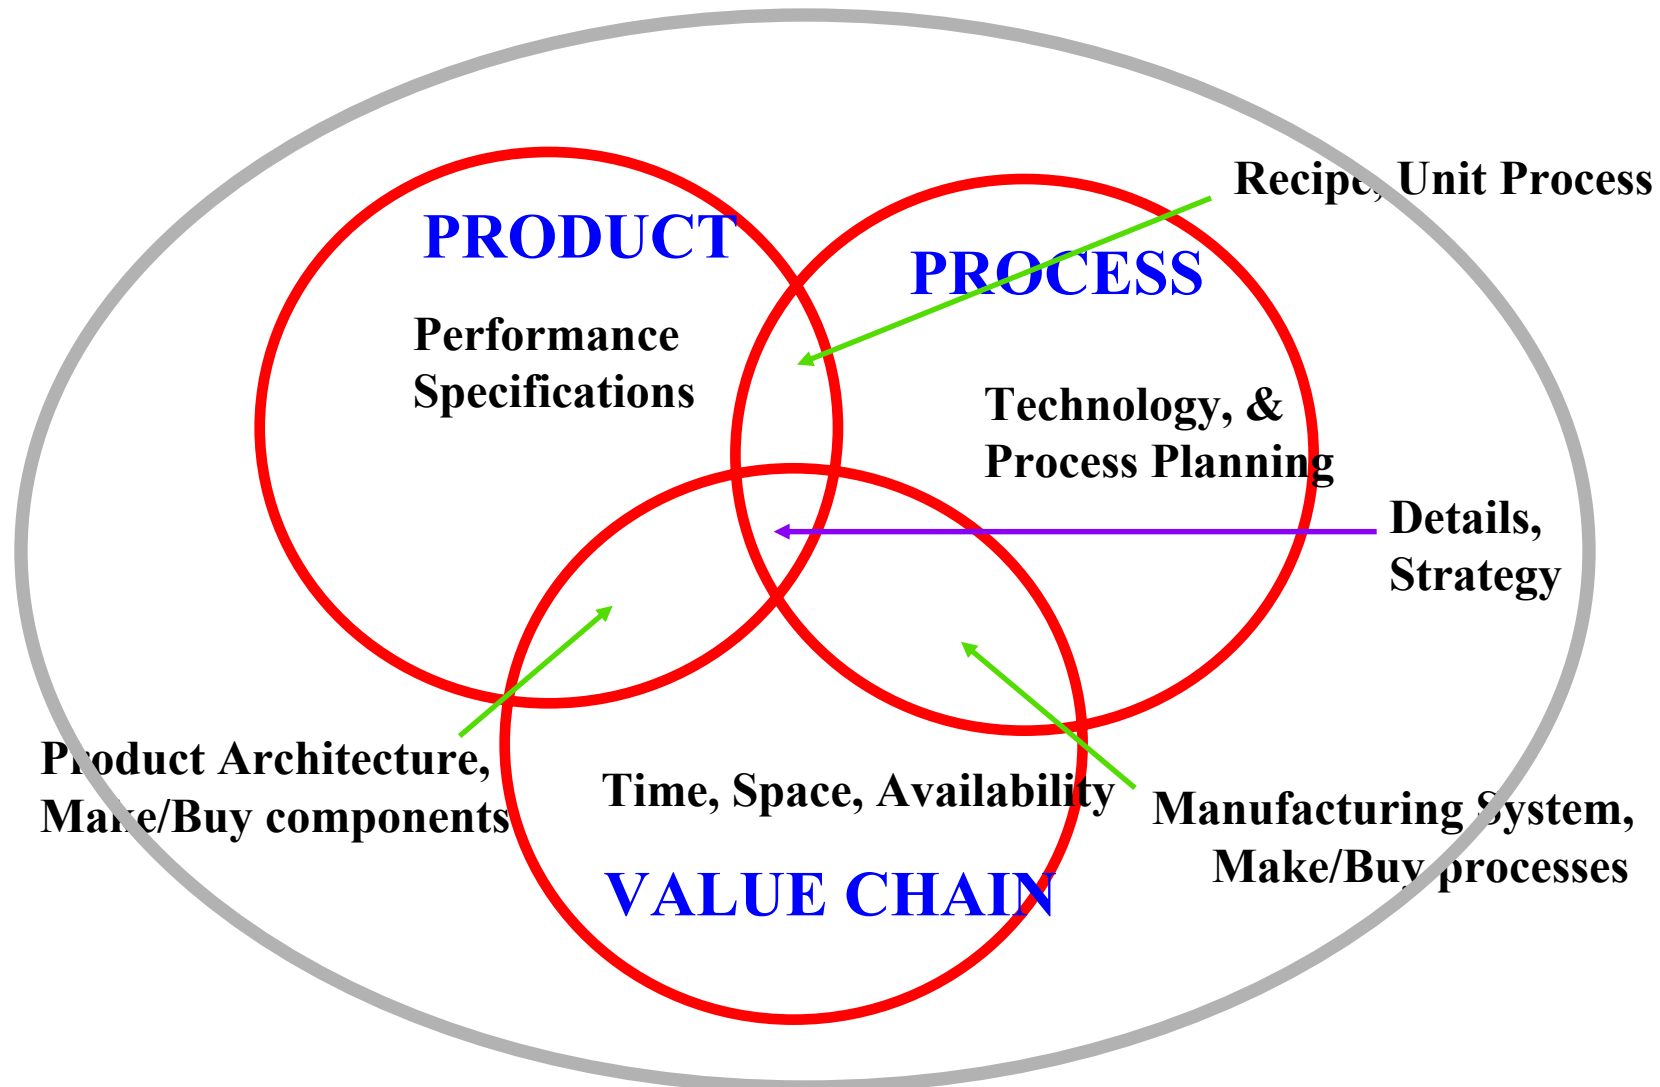 Recipe, Unit Process
PRODUCT
PROCESS
Performance
Specifications
Technology, &
Process Planning
Details,
Strategy
Product Architecture,
Make/Buy components
Time, Space, Availability
Manufacturing System,
Make/Buy processes
VALUE CHAIN